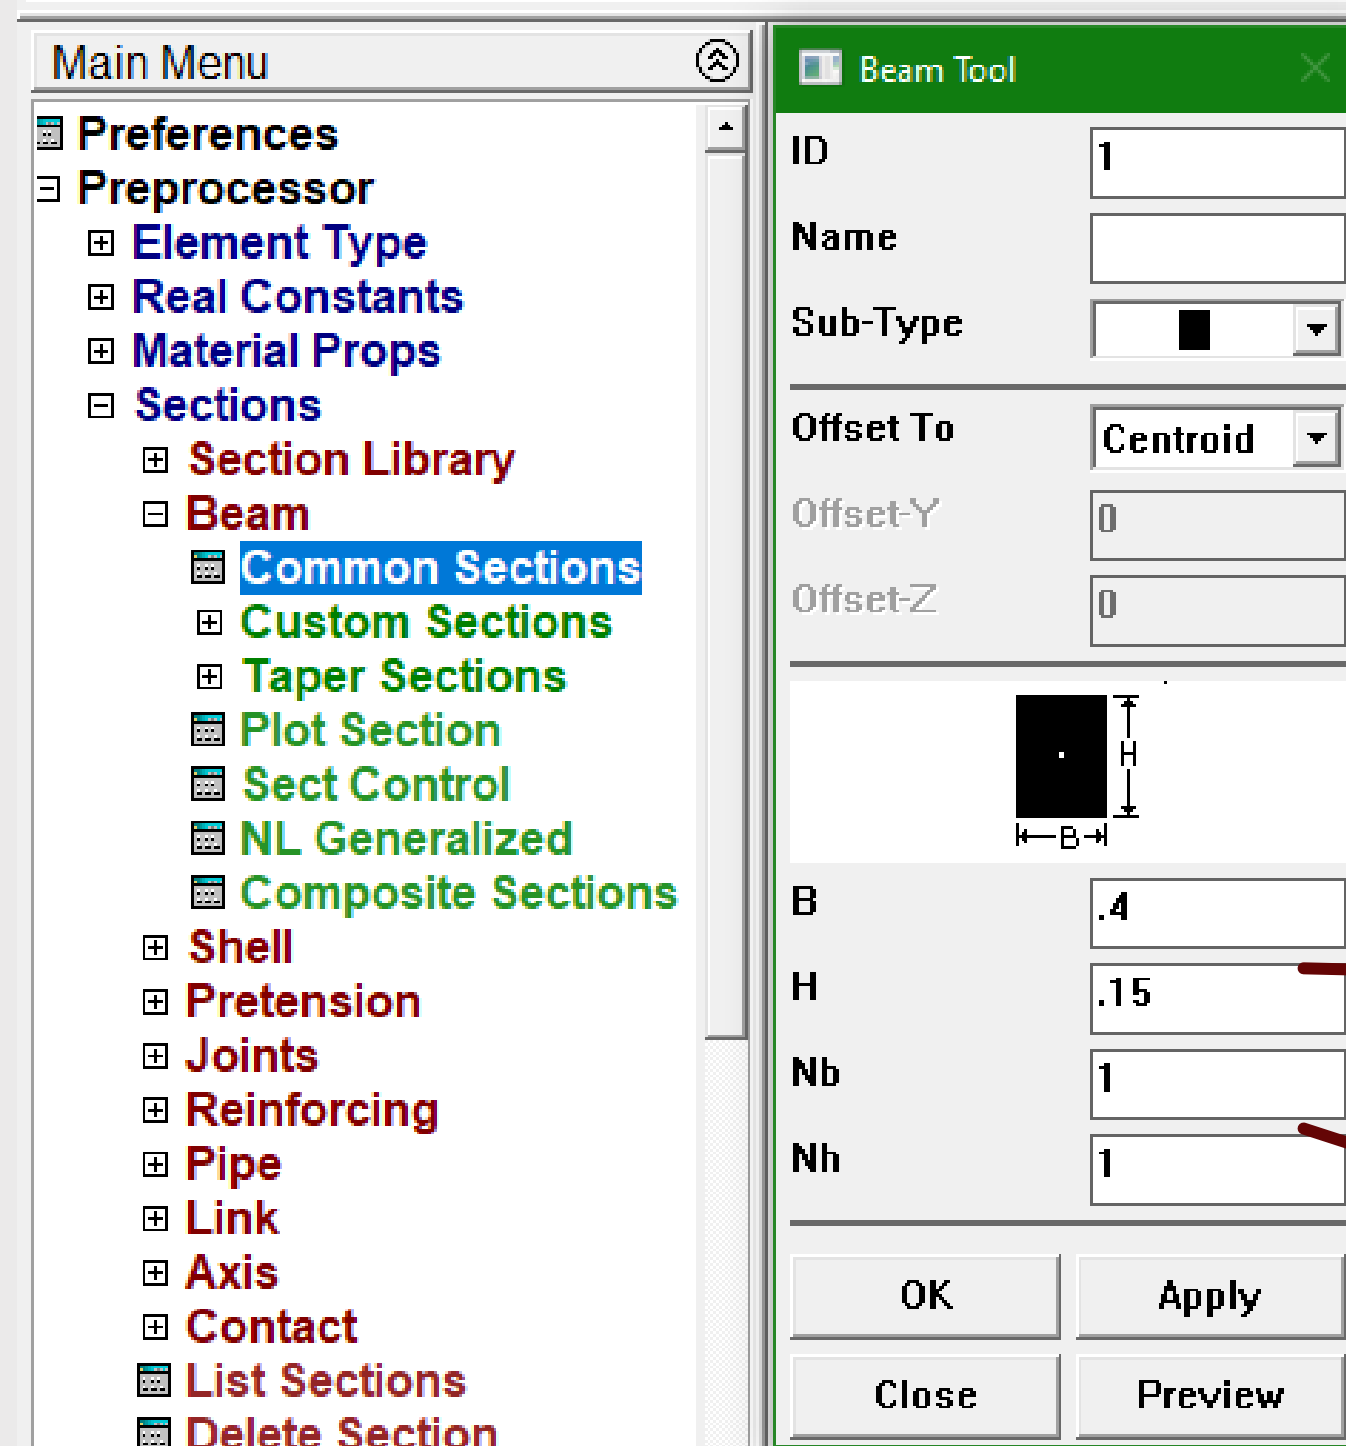 Main Menu
Preferences
Preprocessor
Element Type
Real Constants
Material Props
Sections
Section Library
Beam
Common Sections
Custom Sections
Taper Sections
Plot Section
Sect Control
NL Generalized
Composite Sections
Shell
Pretension
Joints
Reinforcing
Pipe
Link
Axis
Contact
List Sections
Delete Section
Beam Tool
ID 1
Name
Sub-Type
Offset To Centroid
Offset-Y 0
Offset-Z 0
H
B
B .4
H .15
Nb 1
Nh 1
OK Apply
Close Preview